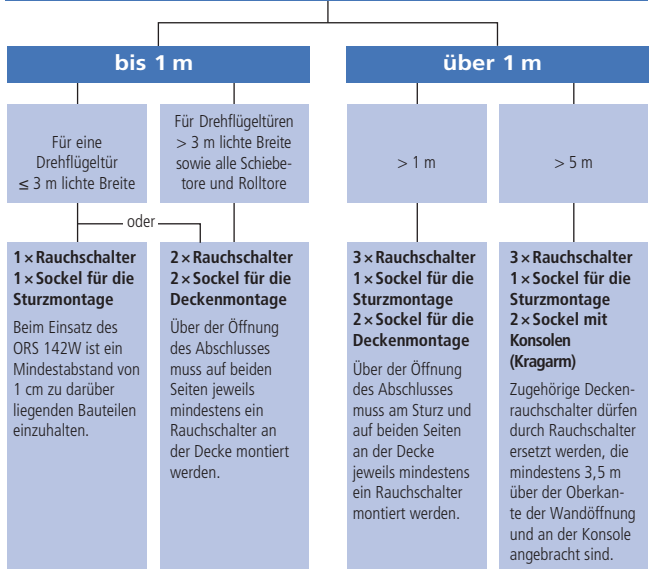 bis 1 m
über 1 m
Für eine
Drehflügeltür
≤ 3 m lichte Breite
Für Drehflügeltüren
> 3 m lichte Breite
sowie alle Schiebe-
tore und Rolltore
> 1 m
> 5 m
oder
1 × Rauchschalter
1 × Sockel für die
Sturzmontage
Beim Einsatz des
ORS 142W ist ein
Mindestabstand von
1 cm zu darüber
liegenden Bauteilen
einzuhalten.
2 × Rauchschalter
2 × Sockel für die
Deckenmontage
Über der Öffnung
des Abschlusses
muss auf beiden
Seiten jeweils
mindestens ein
Rauchschalter an
der Decke montiert
werden.
3 × Rauchschalter
1 × Sockel für die
Sturzmontage
2 × Sockel für die
Deckenmontage
Über der Öffnung
des Abschlusses
muss am Sturz und
auf beiden Seiten
an der Decke
jeweils mindestens
ein Rauchschalter
montiert werden.
3 × Rauchschalter
1 × Sockel für die
Sturzmontage
2 × Sockel mit
Konsolen
(Kragarm)
Zugehörige Decken-
rauchschalter dürfen
durch Rauchschalter
ersetzt werden, die
mindestens 3,5 m
über der Oberkan-
te der Wandöffnung
und an der Konsole
angebracht sind.